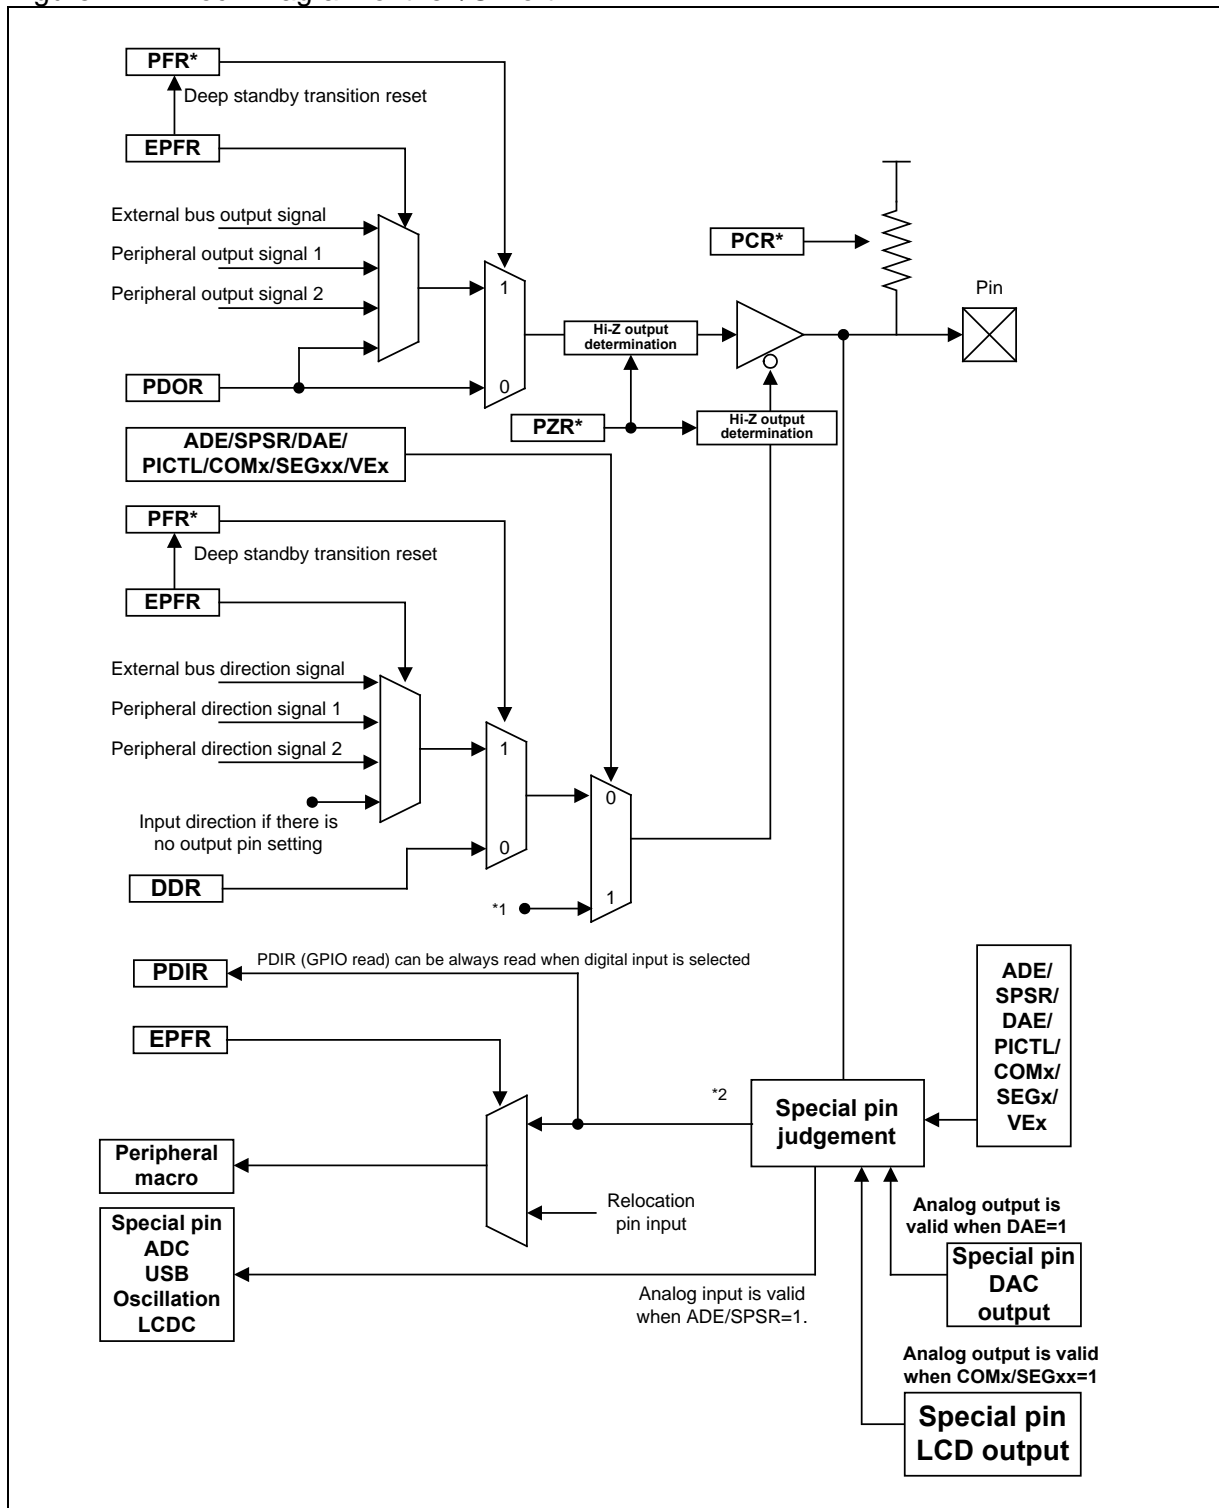 PFR*
Deep standby transition reset
EPFR
External bus output signal
Peripheral output signal 1
Peripheral output signal 2
PDOR
1
0
PCR*
Pin
Hi-Z output
determination
PZR*
Hi-Z output
determination
ADE/SPSR/DAE/
PICTL/COMx/SEGxx/VEx
PFR*
Deep standby transition reset
EPFR
External bus direction signal
Peripheral direction signal 1
Peripheral direction signal 2
Input direction if there is
no output pin setting
DDR
1
0
0
1
*1
PDIR
PDIR (GPIO read) can be always read when digital input is selected
EPFR
*2
Special pin
judgement
ADE/
SPSR/
DAE/
PICTL/
COMx/
SEGx/
VEx
Peripheral
macro
Relocation
pin input
Special pin
ADC
USB
Oscillation
LCDC
Analog input is valid
when ADE/SPSR=1.
Analog output is
valid when DAE=1
Special pin
DAC
output
Analog output is valid
when COMx/SEGxx=1
Special pin
LCD output